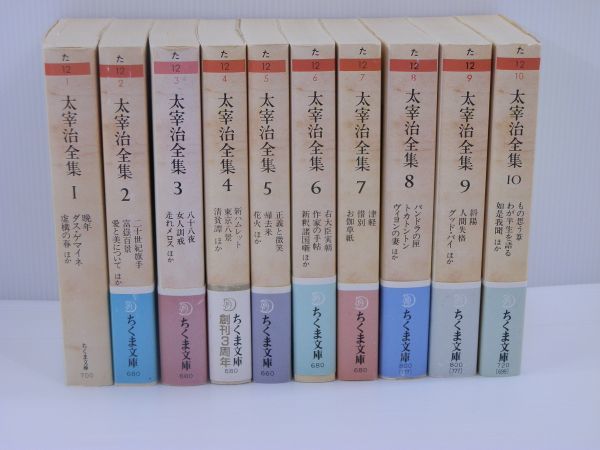 た
12
1
太宰治全集
1
晩年
ダス・ゲマイネ
虚構の春 ほか
ちくま文庫
700
た
12
2
太宰治全集
2
二十世紀旗手
富嶽百景
愛と美について ほか
ちくま文庫
680
た
12
3
太宰治全集
3
八十八夜
女人訓戒
走れメロス ほか
ちくま文庫
680
た
12
4
太宰治全集
4
新ハムレット
東京八景
清貧譚 ほか
ちくま文庫
創刊3周年
680
た
12
5
太宰治全集
5
正義と微笑
帰去来
花火 ほか
ちくま文庫
660
た
12
6
太宰治全集
6
右大臣実朝
作家の手帖
新釈諸国噺 ほか
ちくま文庫
680
た
12
7
太宰治全集
7
津軽
惜別
お伽草紙
ちくま文庫
680
た
12
8
太宰治全集
8
パンドラの匣
トカトントン
ヴィヨンの妻 ほか
ちくま文庫
800
[777]
た
12
9
太宰治全集
9
斜陽
人間失格
グッド・バイ ほか
ちくま文庫
800
[777]
た
12
10
太宰治全集
10
もの思う葦
わが半生を語る
如是我聞 ほか
ちくま文庫
720
[699]